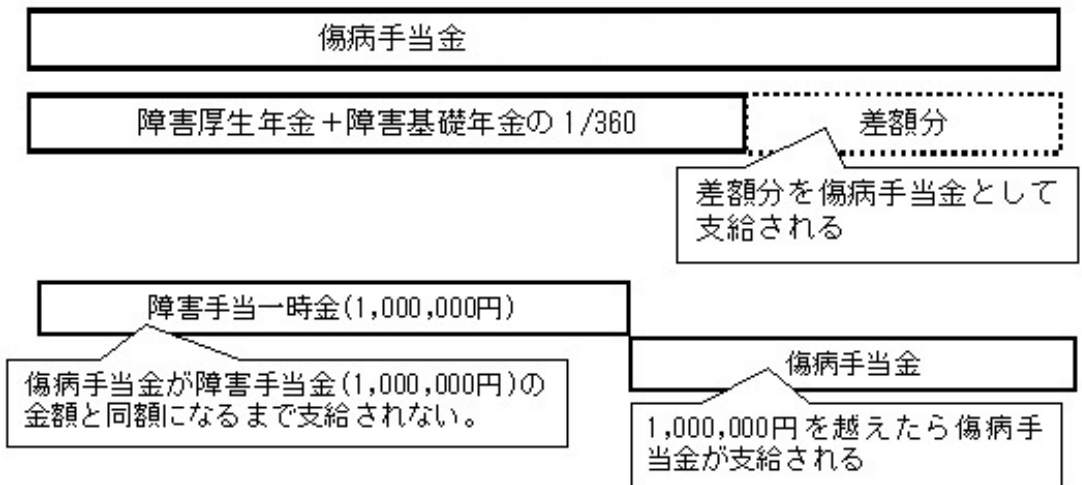 傷病手当金
障害厚生年金+障害基礎年金の 1/360
差額分
差額分を傷病手当金として
支給される
障害手当一時金(1,000,000円)
傷病手当金が障害手当金(1,000,000円)の
金額と同額になるまで支給されない。
傷病手当金
1,000,000円を越えたら傷病手
当金が支給される